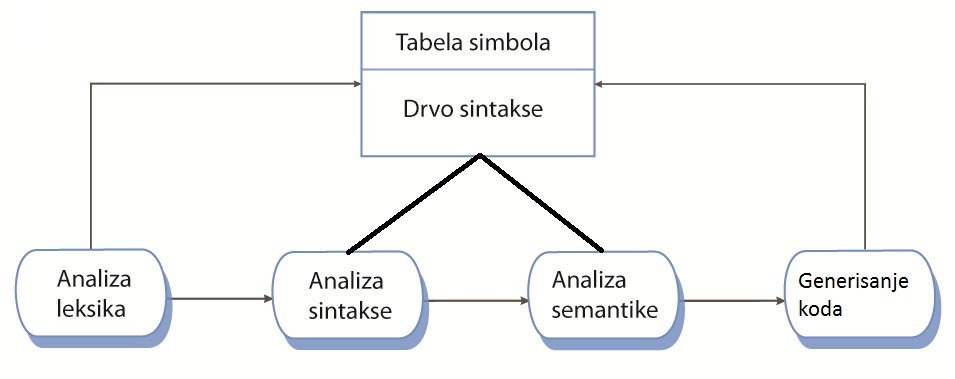 Tabela simbola
Drvo sintakse
Analiza
leksika
Analiza
sintakse
Analiza
semantike
Generisanje
koda